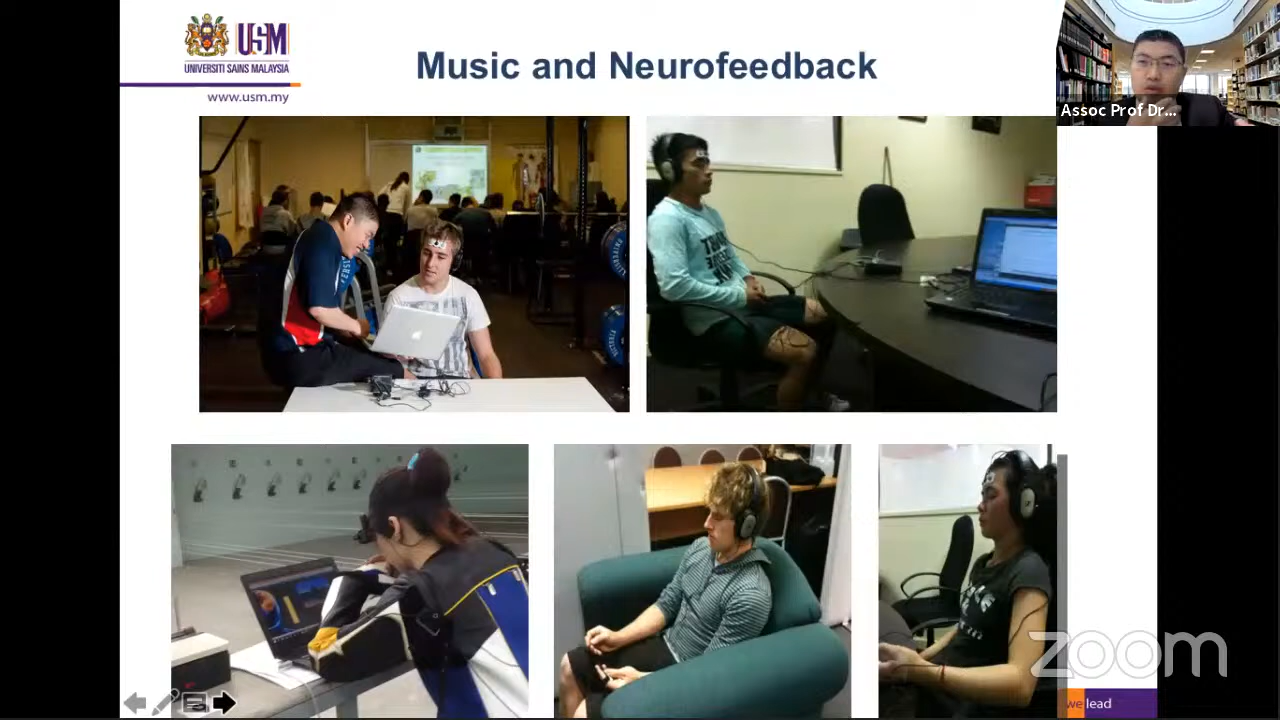 USM
UNIVERSITI SAINS MALAYSIA
www.usm.my
Music and Neurofeedback
Assoc Prof Dr...
zoom
we lead